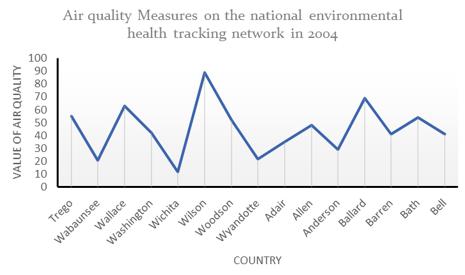 Air quality Measures on the national environmental
health tracking network in 2004
VALUE OF AIR QUALITY
100
90
80
70
60
50
40
30
20
10
0
Trego
Wabaunsee
Wallace
Washington
Wichita
Wilson
Woodson
Wyandotte
Adair
Allen
Anderson
Ballard
Barren
Bath
Bell
COUNTRY